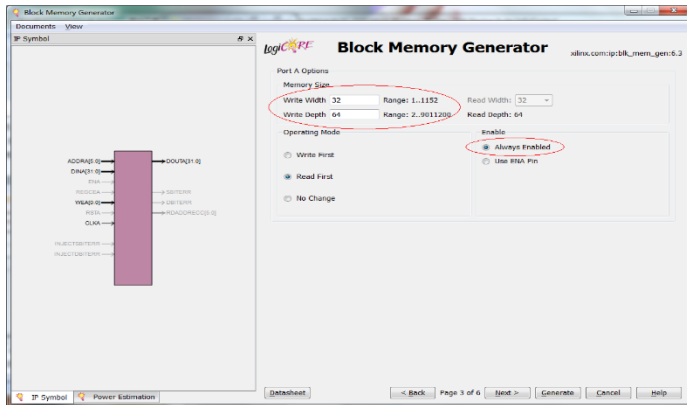 Block Memory Generator
Documents View
IP Symbol
LogiCORE
Block Memory Generator
xilinx.com:ip:blk_mem_gen:6.3
Port A Options
Memory Size
Write Width 32 Range: 1..1152 Read Width: 32
Write Depth 64 Range: 2..9011200 Read Depth: 64
Operating Mode
Write First
Read First
No Change
Enable
Always Enabled
Use ENA Pin
ADDRA[5:0]
DINA[31:0]
ENA
REGCEA
WEA[0:0]
RSTA
CLKA
INJECTSBITERR
INJECTDBITERR
DOUTA[31:0]
SBITERR
DBITERR
RDADDRECC[5:0]
IP Symbol Power Estimation
Datasheet < Back Page 3 of 6 Next > Generate Cancel Help